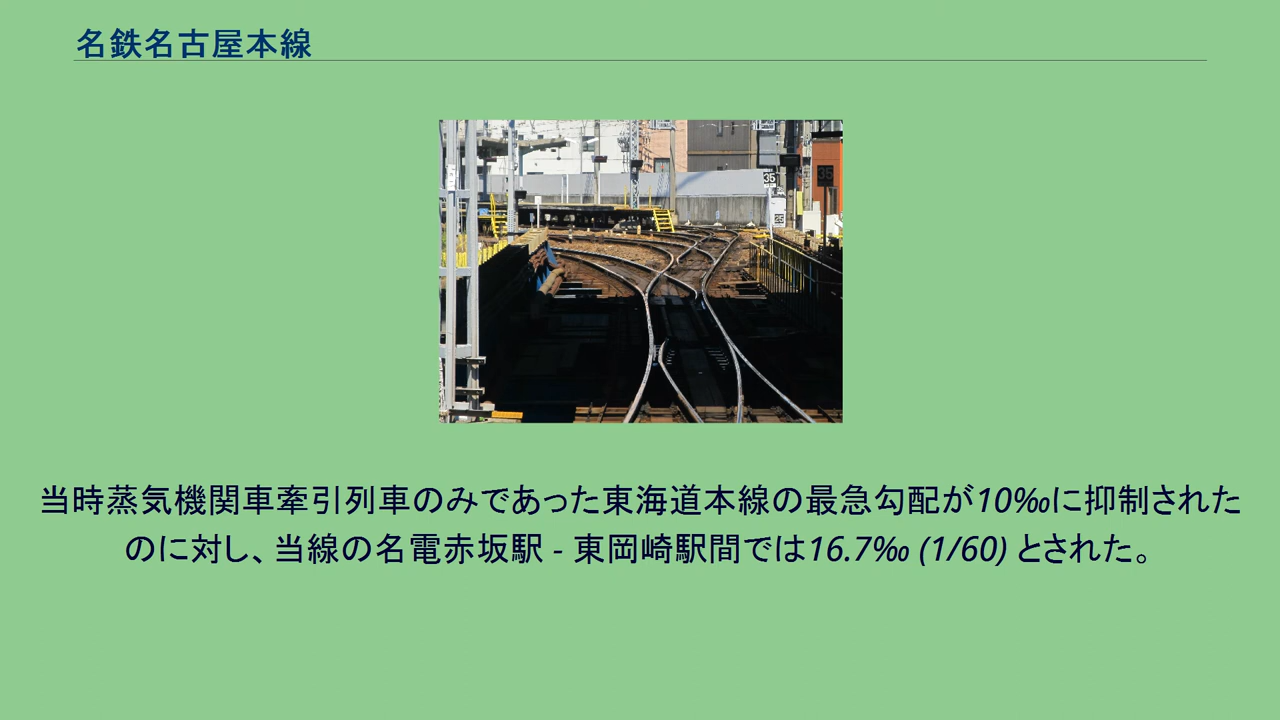 名鉄名古屋本線
35
35
当時蒸気機関車牽引列車のみであった東海道本線の最急勾配が10‰に抑制された
のに対し、当線の名電赤坂駅 - 東岡崎駅間では16.7‰ (1/60) とされた。